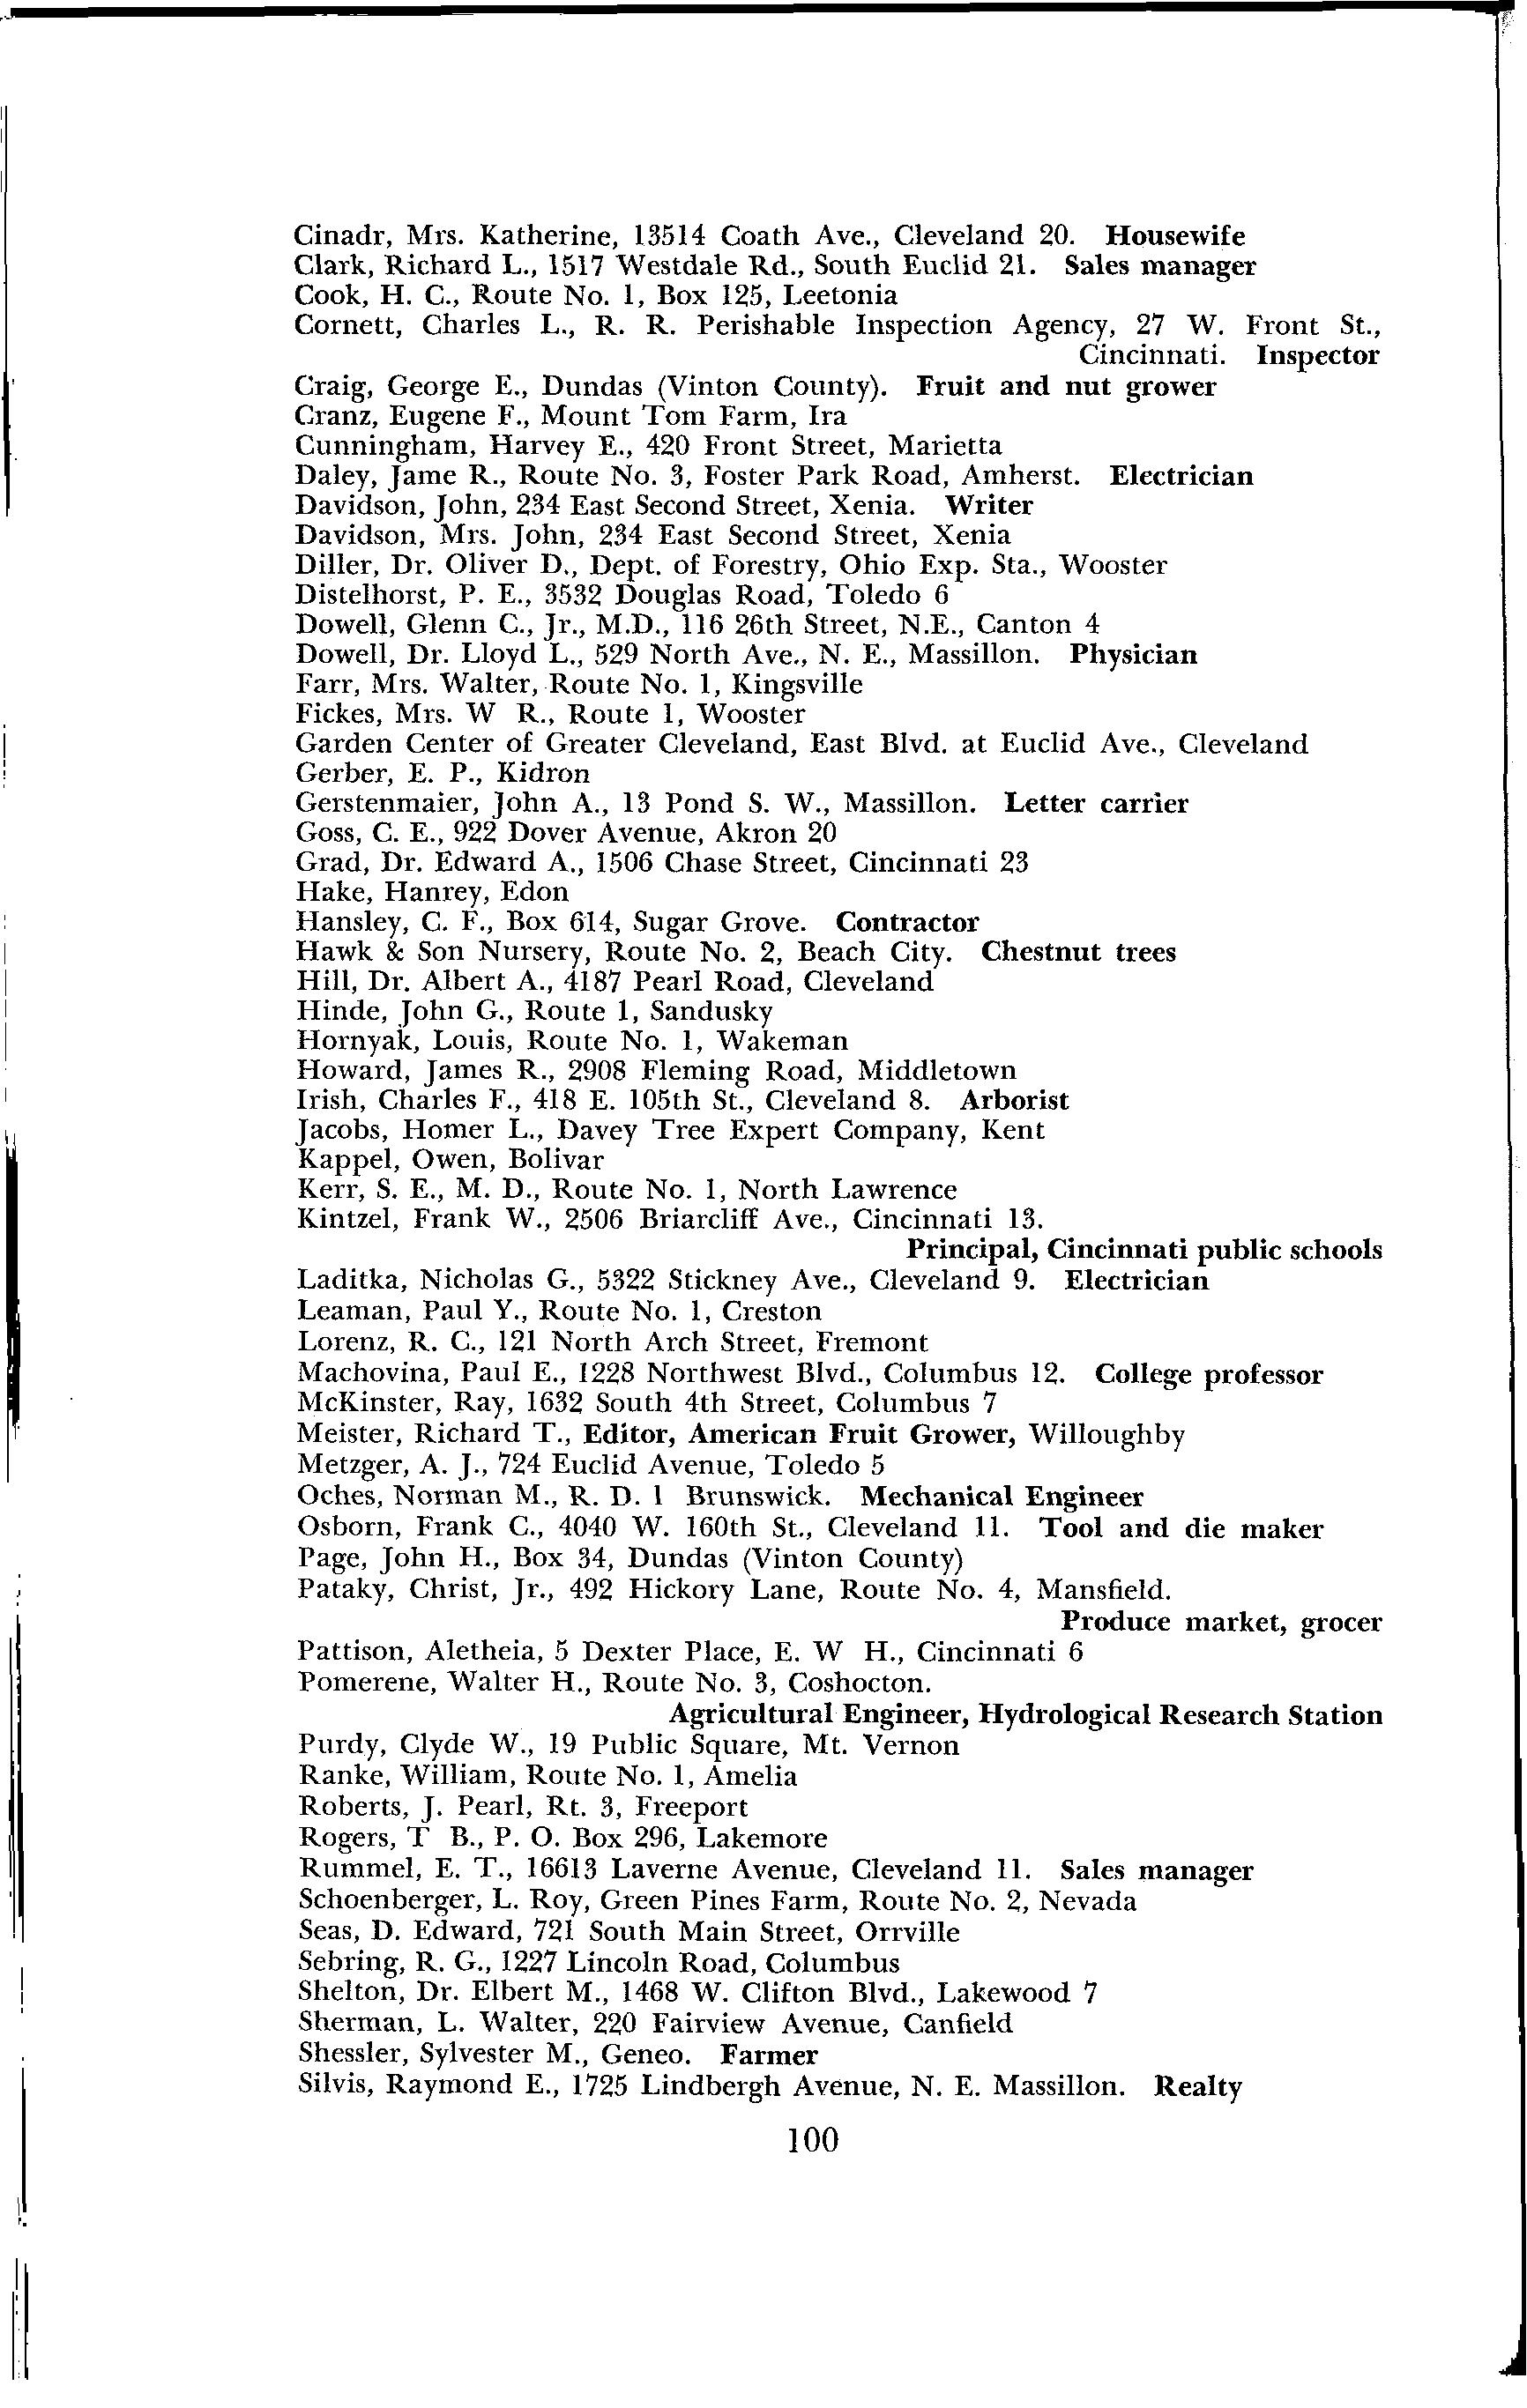 Cinadr, Mrs. Katherine, 13514 Coath Ave., Cleveland 20. Housewife
Clark, Richard L., 1517 Westdale Rd., South Euclid 21. Sales manager
Cook, H. C., Route No. 1, Box 125, Leetonia
Cornett, Charles L., R. R. Perishable Inspection Agency, 27 W. Front St.,
Cincinnati. Inspector
Craig, George E., Dundas (Vinton County). Fruit and nut grower
Cranz, Eugene F., Mount Tom Farm, Ira
Cunningham, Harvey E., 420 Front Street, Marietta
Daley, Jame R., Route No. 3, Foster Park Road, Amherst. Electrician
Davidson, John, 234 East Second Street, Xenia. Writer
Davidson, Mrs. John, 234 East Second Street, Xenia
Diller, Dr. Oliver D., Dept. of Forestry, Ohio Exp. Sta., Wooster
Distelhorst, P. E., 3532 Douglas Road, Toledo 6
Dowell, Glenn C., Jr., M.D., 116 26th Street, N.E., Canton 4
Dowell, Dr. Lloyd L., 529 North Ave., N. E., Massillon. Physician
Farr, Mrs. Walter, Route No. 1, Kingsville
Fickes, Mrs. W R., Route 1, Wooster
Garden Center of Greater Cleveland, East Blvd. at Euclid Ave., Cleveland
Gerber, E. P., Kidron
Gerstenmaier, John A., 13 Pond S. W., Massillon. Letter carrier
Goss, C. E., 922 Dover Avenue, Akron 20
Grad, Dr. Edward A., 1506 Chase Street, Cincinnati 23
Hake, Hanrey, Edon
Hansley, C. F., Box 614, Sugar Grove. Contractor
Hawk & Son Nursery, Route No. 2, Beach City. Chestnut trees
Hill, Dr. Albert A., 4187 Pearl Road, Cleveland
Hinde, John G., Route 1, Sandusky
Hornyak, Louis, Route No. 1, Wakeman
Howard, James R., 2908 Fleming Road, Middletown
Irish, Charles F., 418 E. 105th St., Cleveland 8. Arborist
Jacobs, Homer L., Davey Tree Expert Company, Kent
Kappel, Owen, Bolivar
Kerr, S. E., M. D., Route No. 1, North Lawrence
Kintzel, Frank W., 2506 Briarcliff Ave., Cincinnati 13.
Principal, Cincinnati public schools
Laditka, Nicholas G., 5322 Stickney Ave., Cleveland 9. Electrician
Leaman, Paul Y., Route No. 1, Creston
Lorenz, R. C., 121 North Arch Street, Fremont
Machovina, Paul E., 1228 Northwest Blvd., Columbus 12. College professor
McKinster, Ray, 1632 South 4th Street, Columbus 7
Meister, Richard T., Editor, American Fruit Grower, Willoughby
Metzger, A. J., 724 Euclid Avenue, Toledo 5
Oches, Norman M., R. D. 1 Brunswick. Mechanical Engineer
Osborn, Frank C., 4040 W. 160th St., Cleveland 11. Tool and die maker
Page, John H., Box 34, Dundas (Vinton County)
Pataky, Christ, Jr., 492 Hickory Lane, Route No. 4, Mansfield.
Produce market, grocer
Pattison, Aletheia, 5 Dexter Place, E. W H., Cincinnati 6
Pomerene, Walter H., Route No. 3, Coshocton.
Agricultural Engineer, Hydrological Research Station
Purdy, Clyde W., 19 Public Square, Mt. Vernon
Ranke, William, Route No. 1, Amelia
Roberts, J. Pearl, Rt. 3, Freeport
Rogers, T B., P. O. Box 296, Lakemore
Rummel, E. T., 16613 Laverne Avenue, Cleveland 11. Sales manager
Schoenberger, L. Roy, Green Pines Farm, Route No. 2, Nevada
Seas, D. Edward, 721 South Main Street, Orrville
Sebring, R. G., 1227 Lincoln Road, Columbus
Shelton, Dr. Elbert M., 1468 W. Clifton Blvd., Lakewood 7
Sherman, L. Walter, 220 Fairview Avenue, Canfield
Shessler, Sylvester M., Geneo. Farmer
Silvis, Raymond E., 1725 Lindbergh Avenue, N. E. Massillon. Realty
100